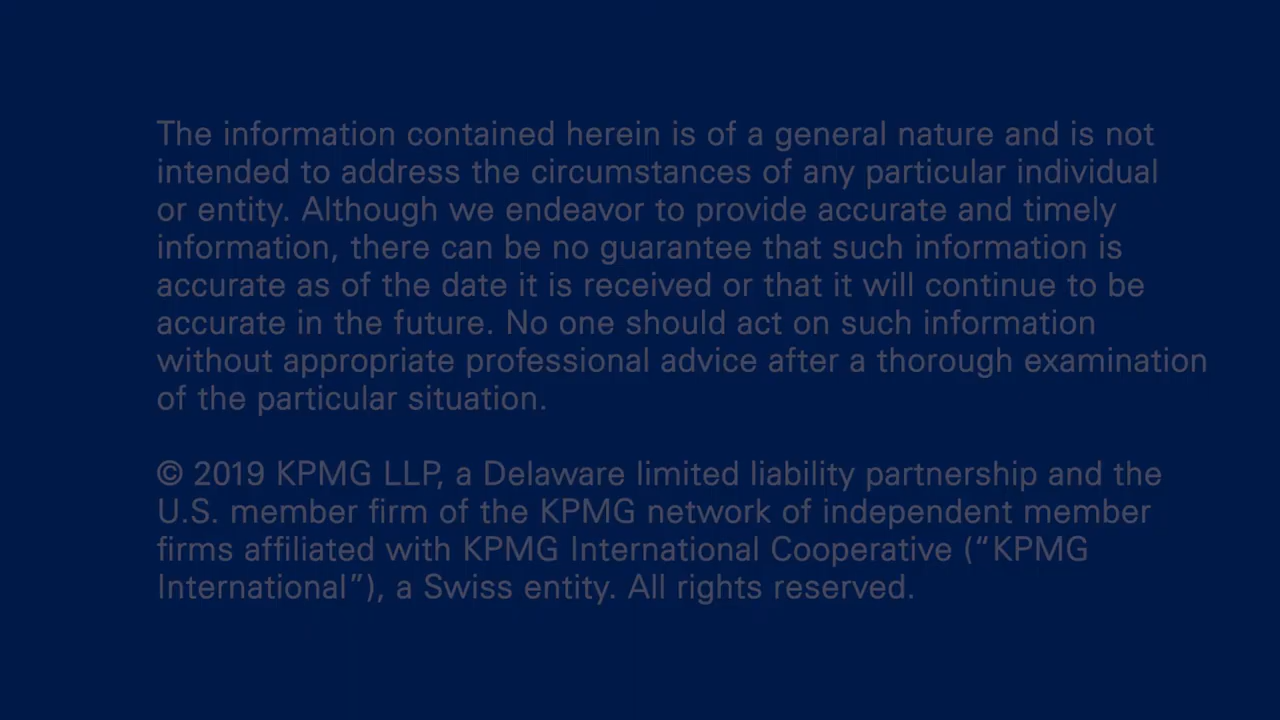 The information contained herein is of a general nature and is not
intended to address the circumstances of any particular individual
or entity. Although we endeavor to provide accurate and timely
information, there can be no guarantee that such information is
accurate as of the date it is received or that it will continue to be
accurate in the future. No one should act on such information
without appropriate professional advice after a thorough examination
of the particular situation.
© 2019 KPMG LLP, a Delaware limited liability partnership and the
U.S. member firm of the KPMG network of independent member
firms affiliated with KPMG International Cooperative (“KPMG
International”), a Swiss entity. All rights reserved.